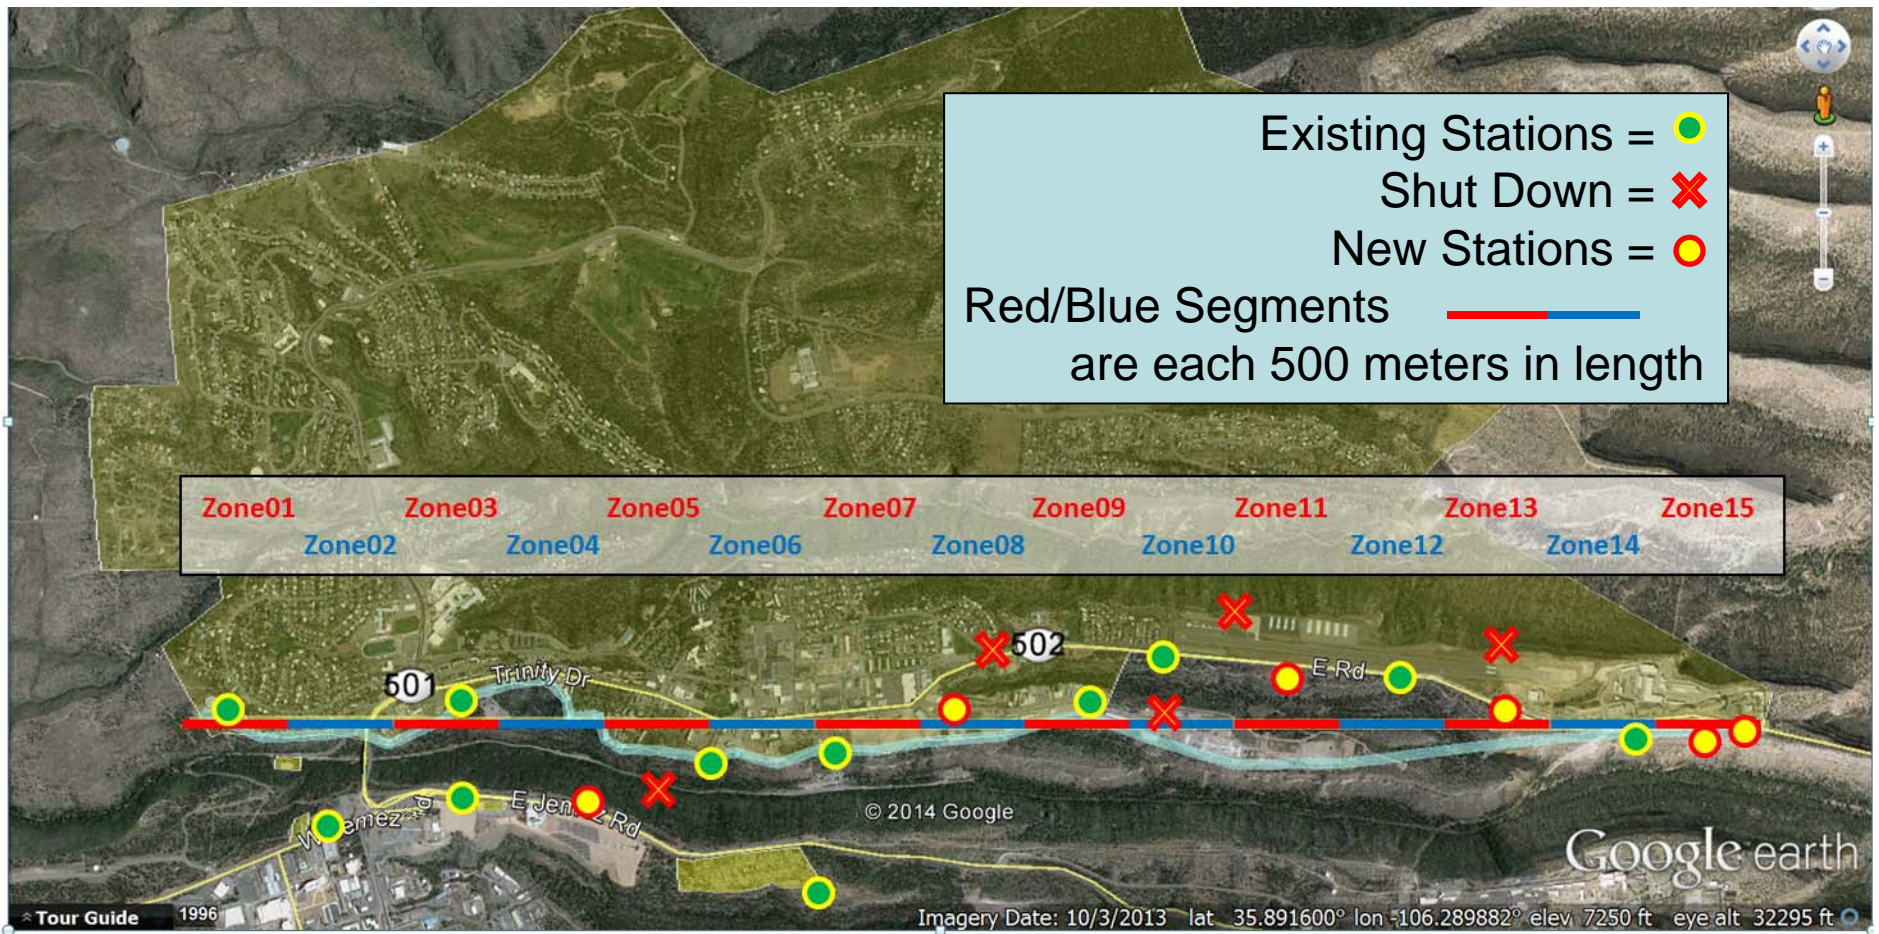 Existing Stations =
Shut Down =
New Stations =
Red/Blue Segments
are each 500 meters in length
Zone01 Zone03 Zone05 Zone07 Zone09 Zone11 Zone13 Zone15
Zone02 Zone04 Zone06 Zone08 Zone10 Zone12 Zone14
502
501
Trinity Dr
E Rd
E Jemez Rd
© 2014 Google
Google earth
Tour Guide
1996
Imagery Date: 10/3/2013 lat 35.891600° lon -106.289882° elev 7250 ft eye alt 32295 ft